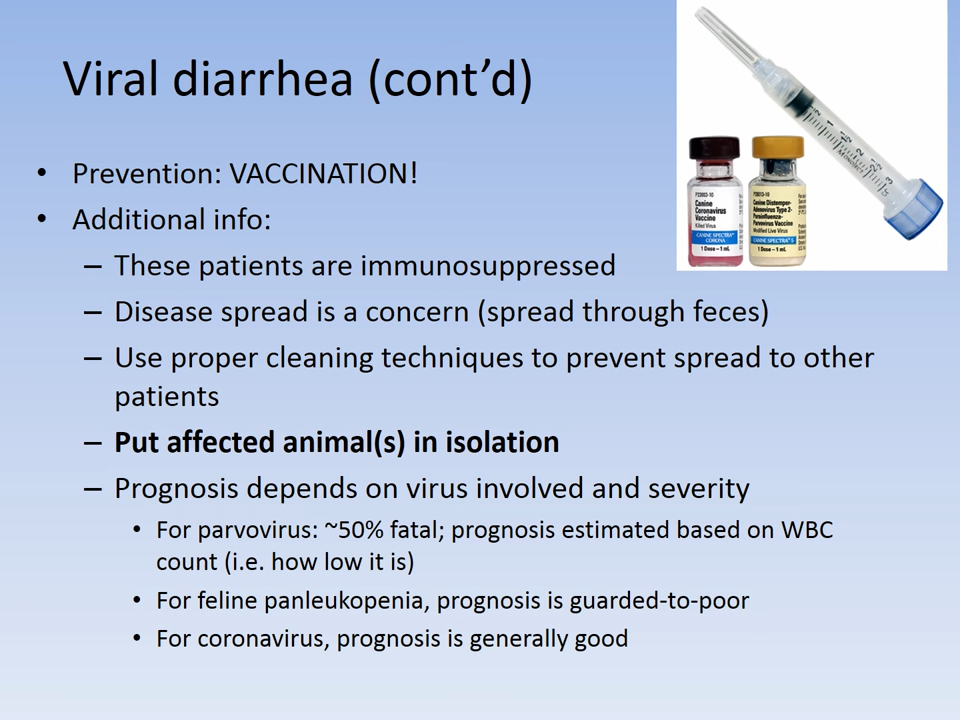 Viral diarrhea (cont’d)
• Prevention: VACCINATION!
• Additional info:
– These patients are immunosuppressed
– Disease spread is a concern (spread through feces)
– Use proper cleaning techniques to prevent spread to other
patients
– Put affected animal(s) in isolation
– Prognosis depends on virus involved and severity
• For parvovirus: ~50% fatal; prognosis estimated based on WBC
count (i.e. how low it is)
• For feline panleukopenia, prognosis is guarded-to-poor
• For coronavirus, prognosis is generally good
Canine
Coronavirus
Vaccine
Killed Virus
CANINE SPECTRA®
CORONA
1 Dose – 1 mL
Canine Distemper-
Adenovirus Type 2-
Parainfluenza-
Parvovirus Vaccine
Modified Live Virus
CANINE SPECTRA® 5
1 Dose – 1 mL